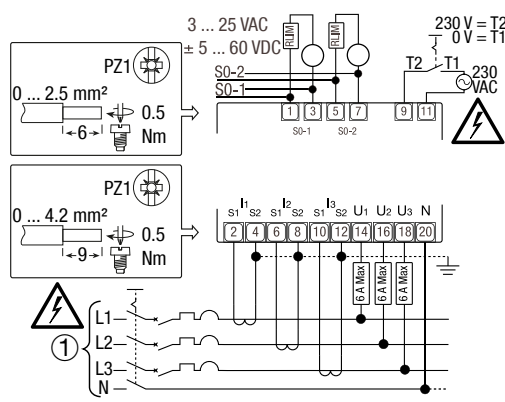 3 ... 25 VAC
± 5 ... 60 VDC
230 V = T2
0 V = T1
PZ1
RLIM
RLIM
T2
T1
0 ... 2.5 mm²
0.5
Nm
6
S0-2
S0-1
230
VAC
1 3 5 7 9 11
S0-1 S0-2
PZ1
0 ... 4.2 mm²
0.5
Nm
9
I1 I2 I3 U1 U2 U3 N
S1 S2 S1 S2 S1 S2
2 4 6 8 10 12 14 16 18 20
6 A Max
6 A Max
6 A Max
1
L1
L2
L3
N